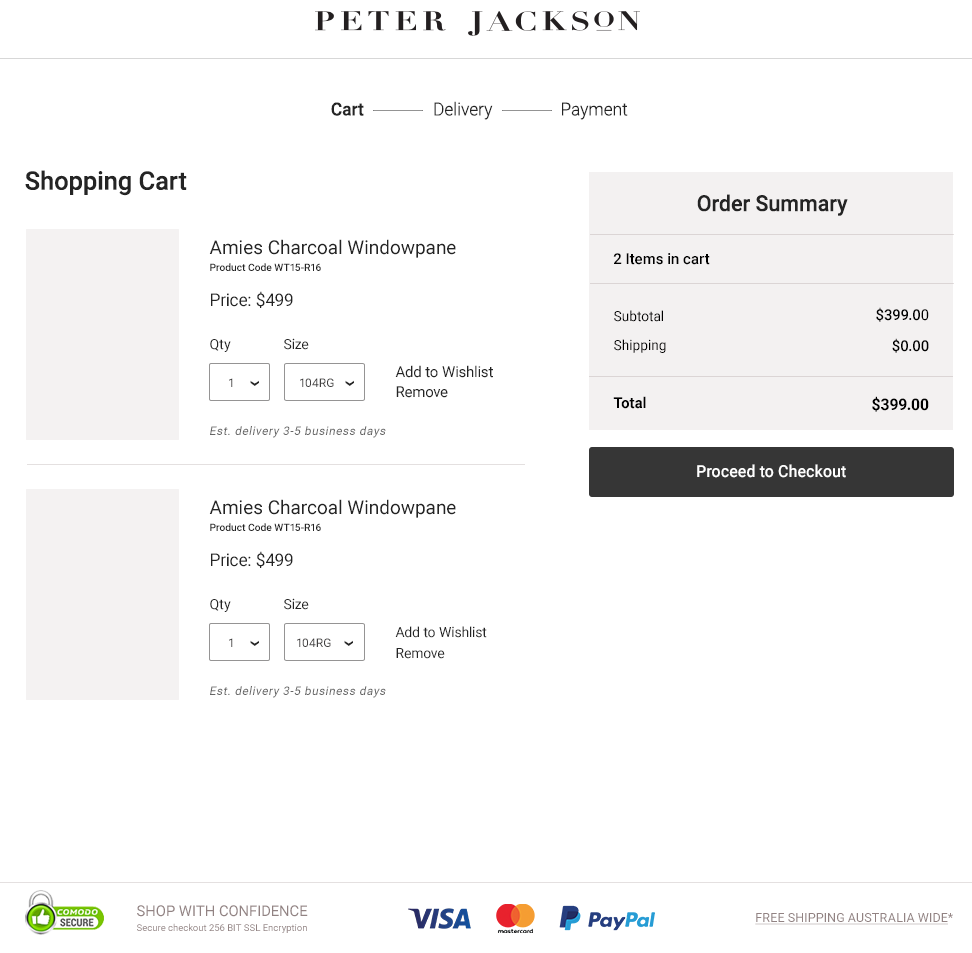 PETER JACKSON
Cart Delivery Payment
Shopping Cart
Amies Charcoal Windowpane
Product Code WT15-R16
Price: $499
Qty Size
1 104RG
Add to Wishlist
Remove
Est. delivery 3-5 business days
Amies Charcoal Windowpane
Product Code WT15-R16
Price: $499
Qty Size
1 104RG
Add to Wishlist
Remove
Est. delivery 3-5 business days
Order Summary
2 Items in cart
Subtotal $399.00
Shipping $0.00
Total $399.00
Proceed to Checkout
COMODO
SECURE
SHOP WITH CONFIDENCE
Secure checkout 256 BIT SSL Encryption
VISA
mastercard
PayPal
FREE SHIPPING AUSTRALIA WIDE*